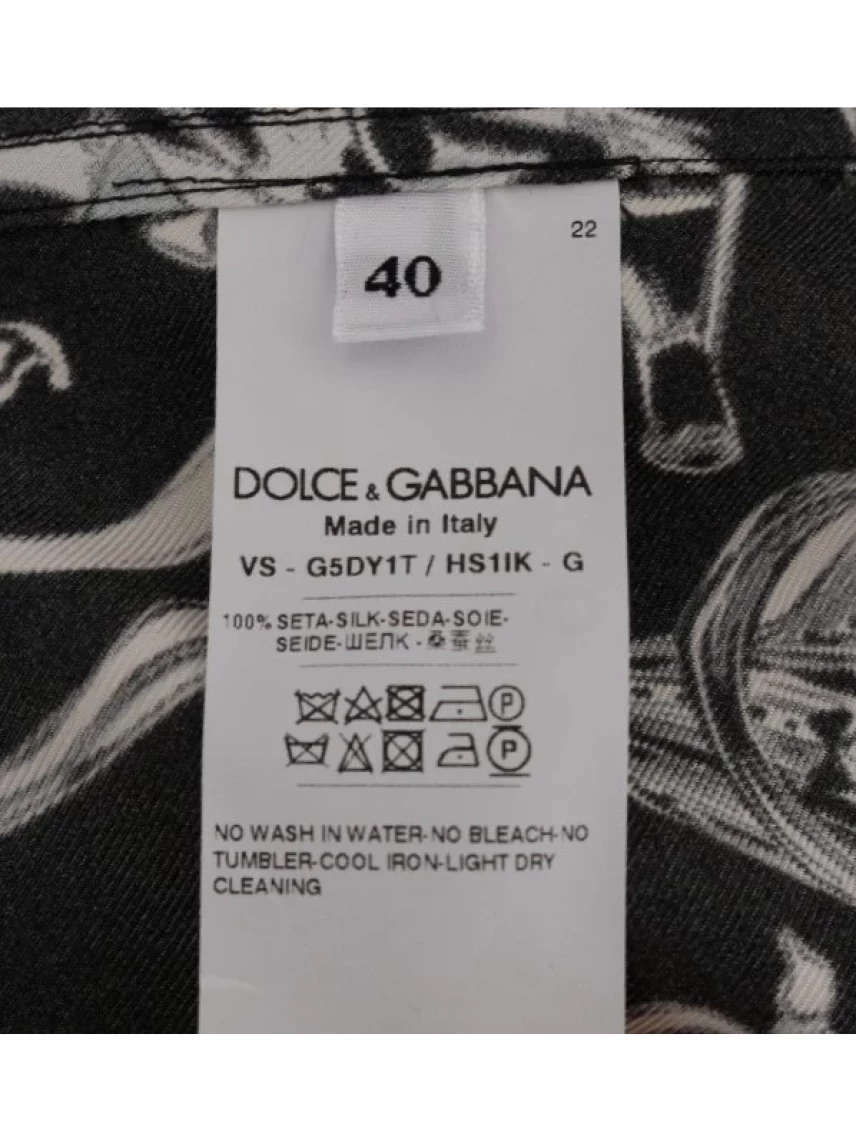 22
40
DOLCE & GABBANA
Made in Italy
VS - G5DY1T / HS1IK - G
100% SETA-SILK-SEDA-SOIE-
SEIDE-ШЕЛК - 桑蚕丝
P
P
NO WASH IN WATER-NO BLEACH-NO
TUMBLER-COOL IRON-LIGHT DRY
CLEANING